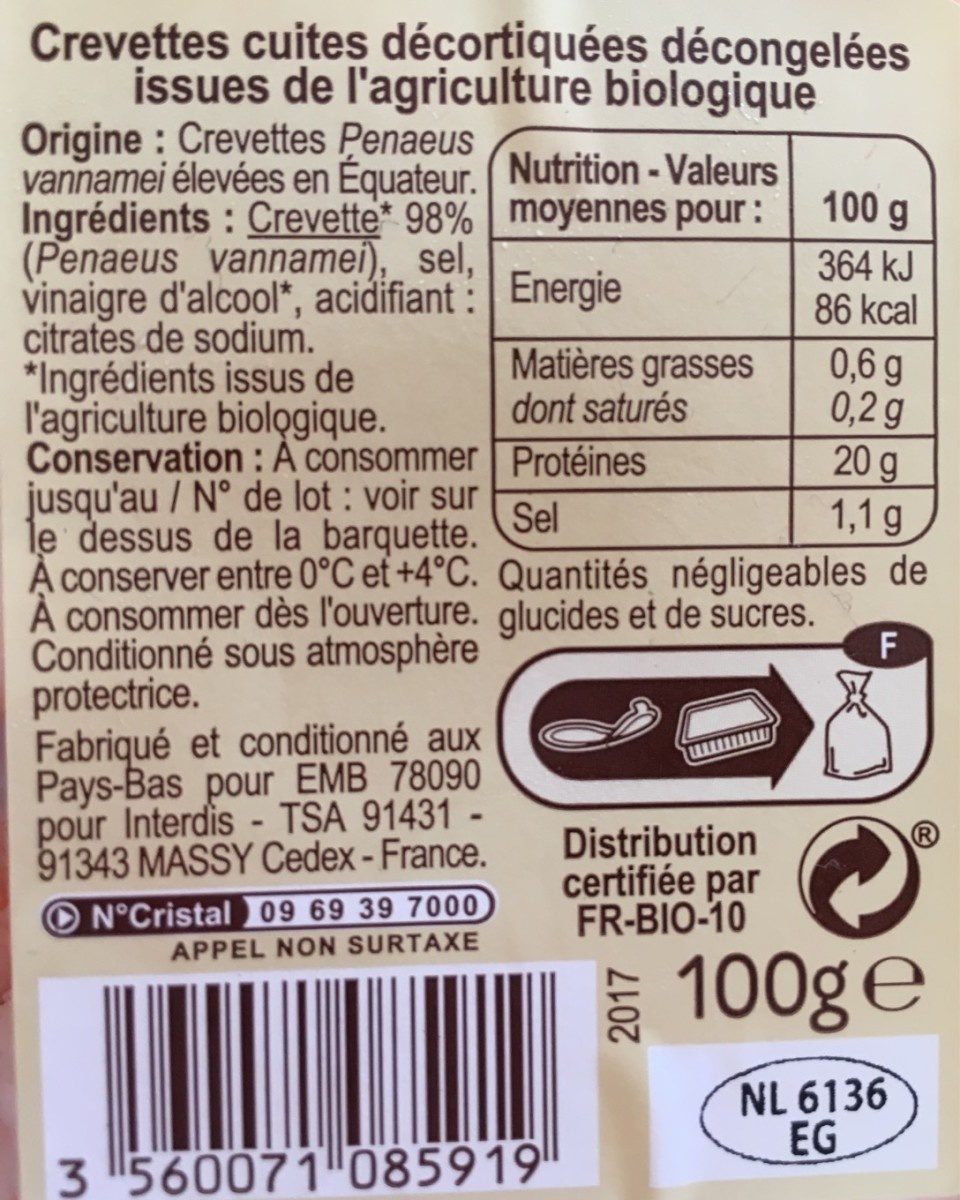 Crevettes cuites décortiquées décongelées
issues de l'agriculture biologique
Origine : Crevettes Penaeus
vannamei élevées en Équateur.
Ingrédients : Crevette* 98%
(Penaeus vannamei), sel,
vinaigre d'alcool*, acidifiant :
citrates de sodium.
*Ingrédients issus de
l'agriculture biologique.
Conservation : À consommer
jusqu'au / N° de lot : voir sur
le dessus de la barquette.
À conserver entre 0°C et +4°C.
À consommer dès l'ouverture.
Conditionné sous atmosphère
protectrice.
Fabriqué et conditionné aux
Pays-Bas pour EMB 78090
pour Interdis - TSA 91431 -
91343 MASSY Cedex - France.
N°Cristal 09 69 39 7000
APPEL NON SURTAXE
3 560071 085919
Nutrition - Valeurs
moyennes pour : 100 g
Energie 364 kJ
86 kcal
Matières grasses 0,6 g
dont saturés 0,2 g
Protéines 20 g
Sel 1,1 g
Quantités négligeables de
glucides et de sucres.
F
Distribution
certifiée par
FR-BIO-10
®
2017
100g e
NL 6136
EG